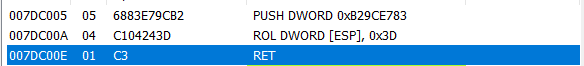 007DC005 05 6883E79CB2 PUSH DWORD 0xB29CE783
007DC00A 04 C104243D ROL DWORD [ESP], 0x3D
007DC00E 01 C3 RET